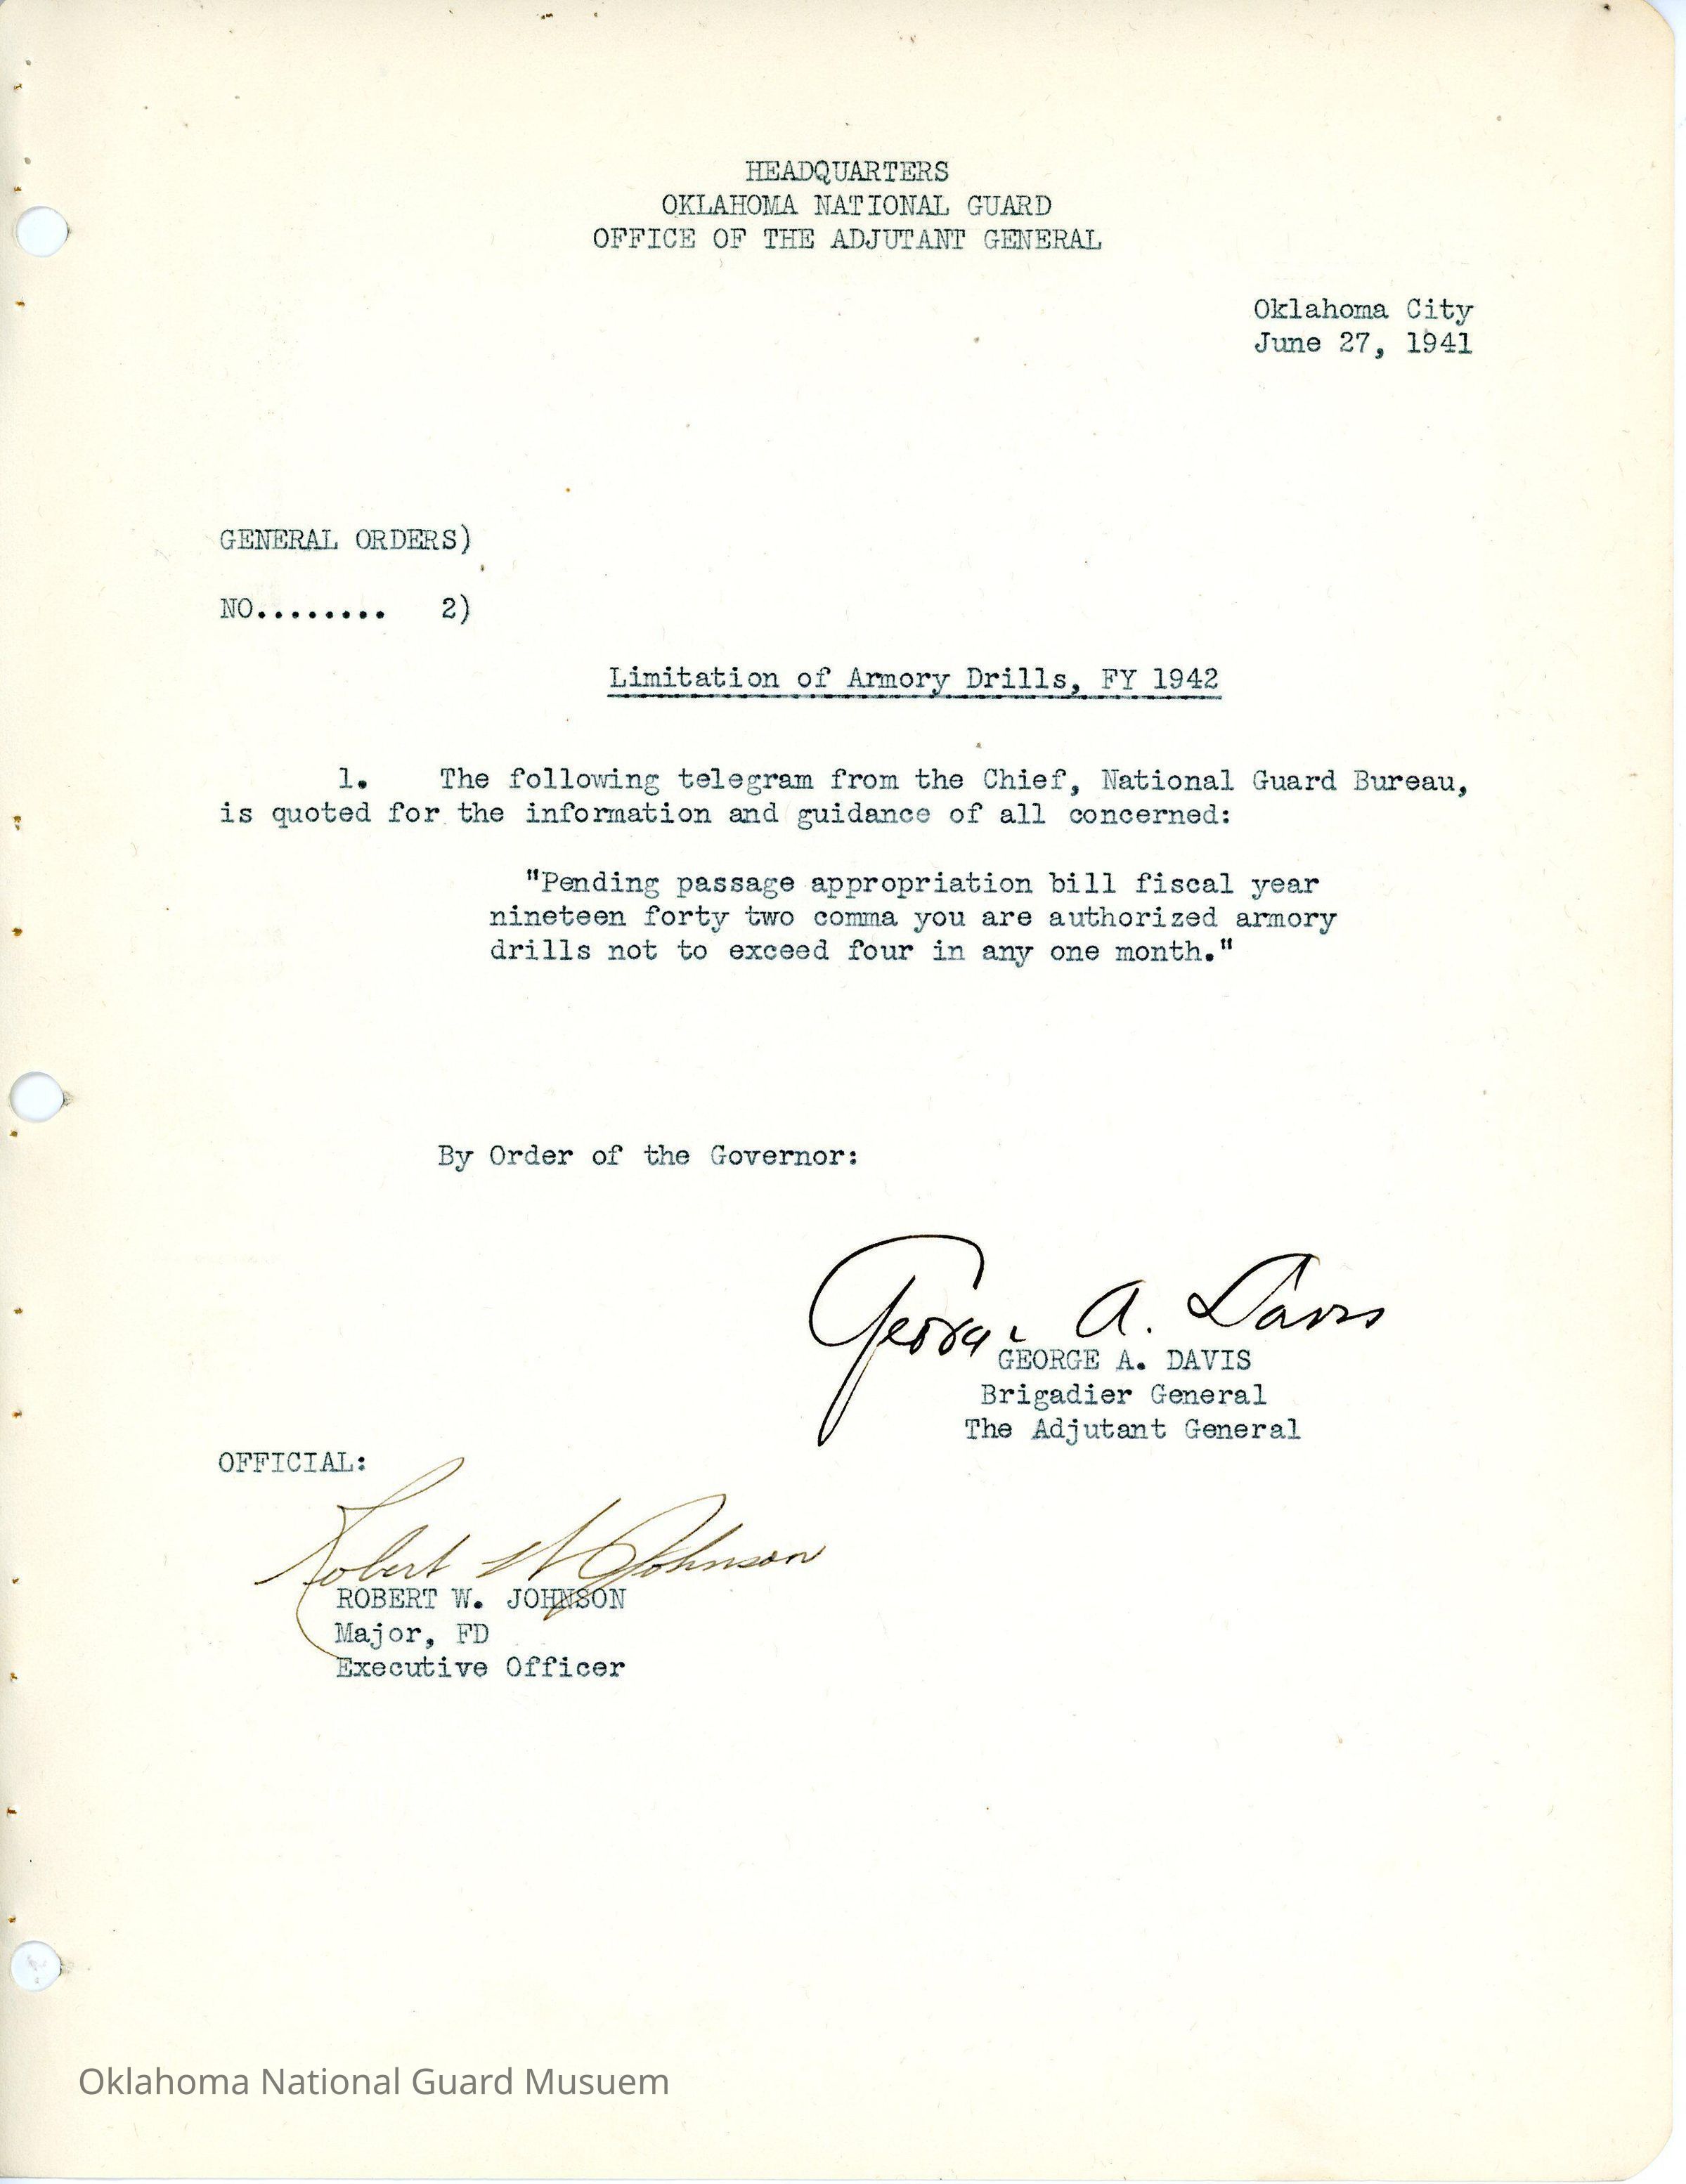 HEADQUARTERS
OKLAHOMA NATIONAL GUARD
OFFICE OF THE ADJUTANT GENERAL
Oklahoma City
June 27, 1941
GENERAL ORDERS)
NO........ 2)
Limitation of Armory Drills, FY 1942
1. The following telegram from the Chief, National Guard Bureau,
is quoted for the information and guidance of all concerned:
"Pending passage appropriation bill fiscal year
nineteen forty two comma you are authorized armory
drills not to exceed four in any one month."
By Order of the Governor:
George A. Davis
GEORGE A. DAVIS
Brigadier General
The Adjutant General
OFFICIAL:
Robert W Johnson
ROBERT W. JOHNSON
Major, FD
Executive Officer
Oklahoma National Guard Musuem